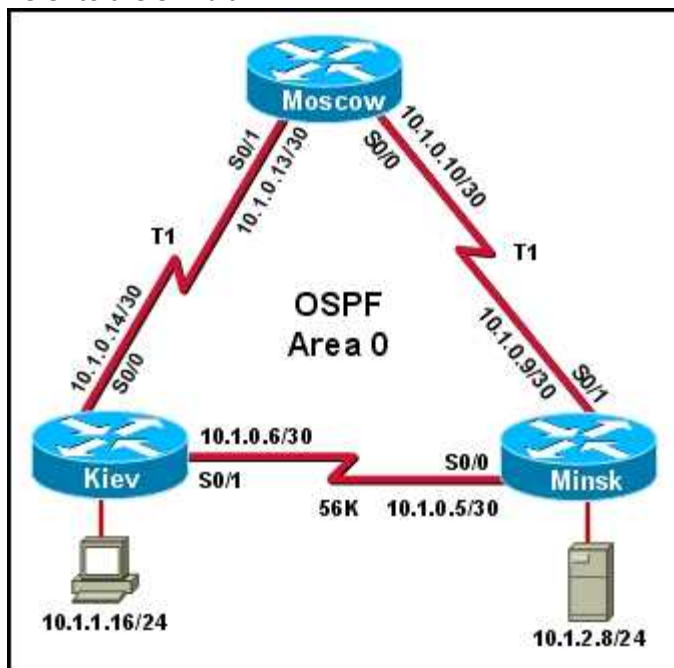 Moscow
S0/1
10.1.0.13/30
S0/0
10.1.0.10/30
T1
T1
OSPF
Area 0
10.1.0.14/30
S0/0
10.1.0.9/30
S0/1
Kiev
10.1.0.6/30
S0/1
S0/0
Minsk
56K
10.1.0.5/30
10.1.1.16/24
10.1.2.8/24